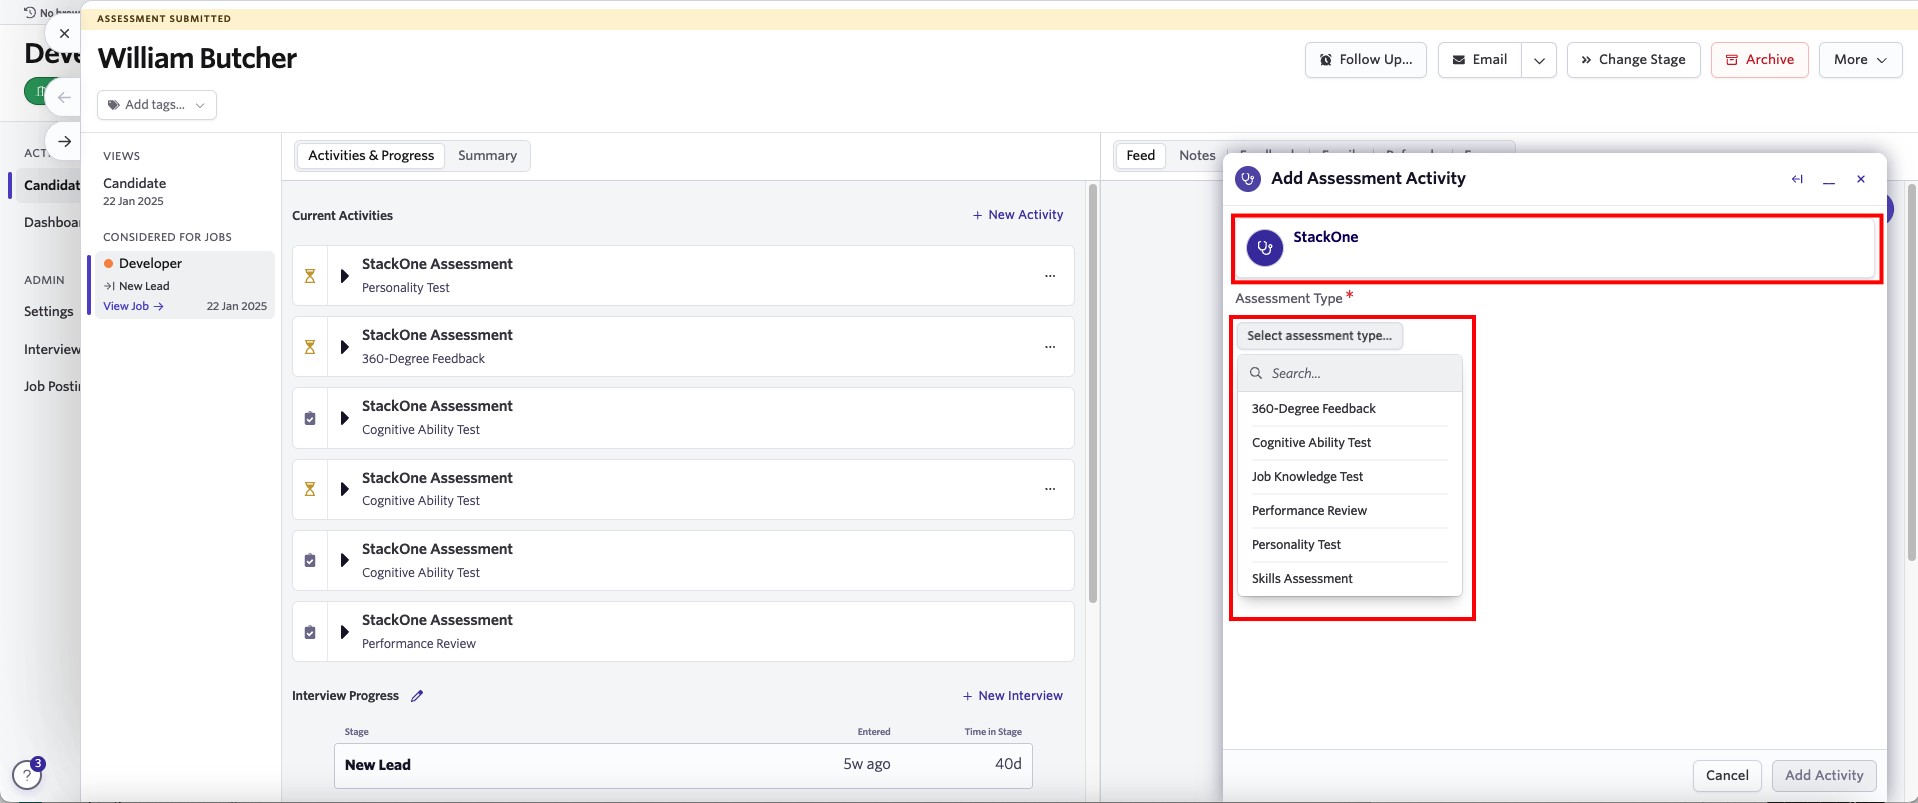 No brow
ASSESSMENT SUBMITTED
William Butcher
Follow Up...
Email
Change Stage
Archive
More
Add tags...
Candidat
Dashboa
ADMIN
Settings
Interview
Job Posti
3
?
VIEWS
Candidate
22 Jan 2025
CONSIDERED FOR JOBS
Developer
New Lead
View Job → 22 Jan 2025
Activities & Progress Summary
Current Activities
+ New Activity
StackOne Assessment
Personality Test
...
StackOne Assessment
360-Degree Feedback
...
StackOne Assessment
Cognitive Ability Test
StackOne Assessment
Cognitive Ability Test
...
StackOne Assessment
Cognitive Ability Test
StackOne Assessment
Performance Review
Interview Progress
+ New Interview
Stage Entered Time in Stage
New Lead 5w ago 40d
Feed Notes
Add Assessment Activity
StackOne
Assessment Type *
Select assessment type...
Search...
360-Degree Feedback
Cognitive Ability Test
Job Knowledge Test
Performance Review
Personality Test
Skills Assessment
Cancel
Add Activity